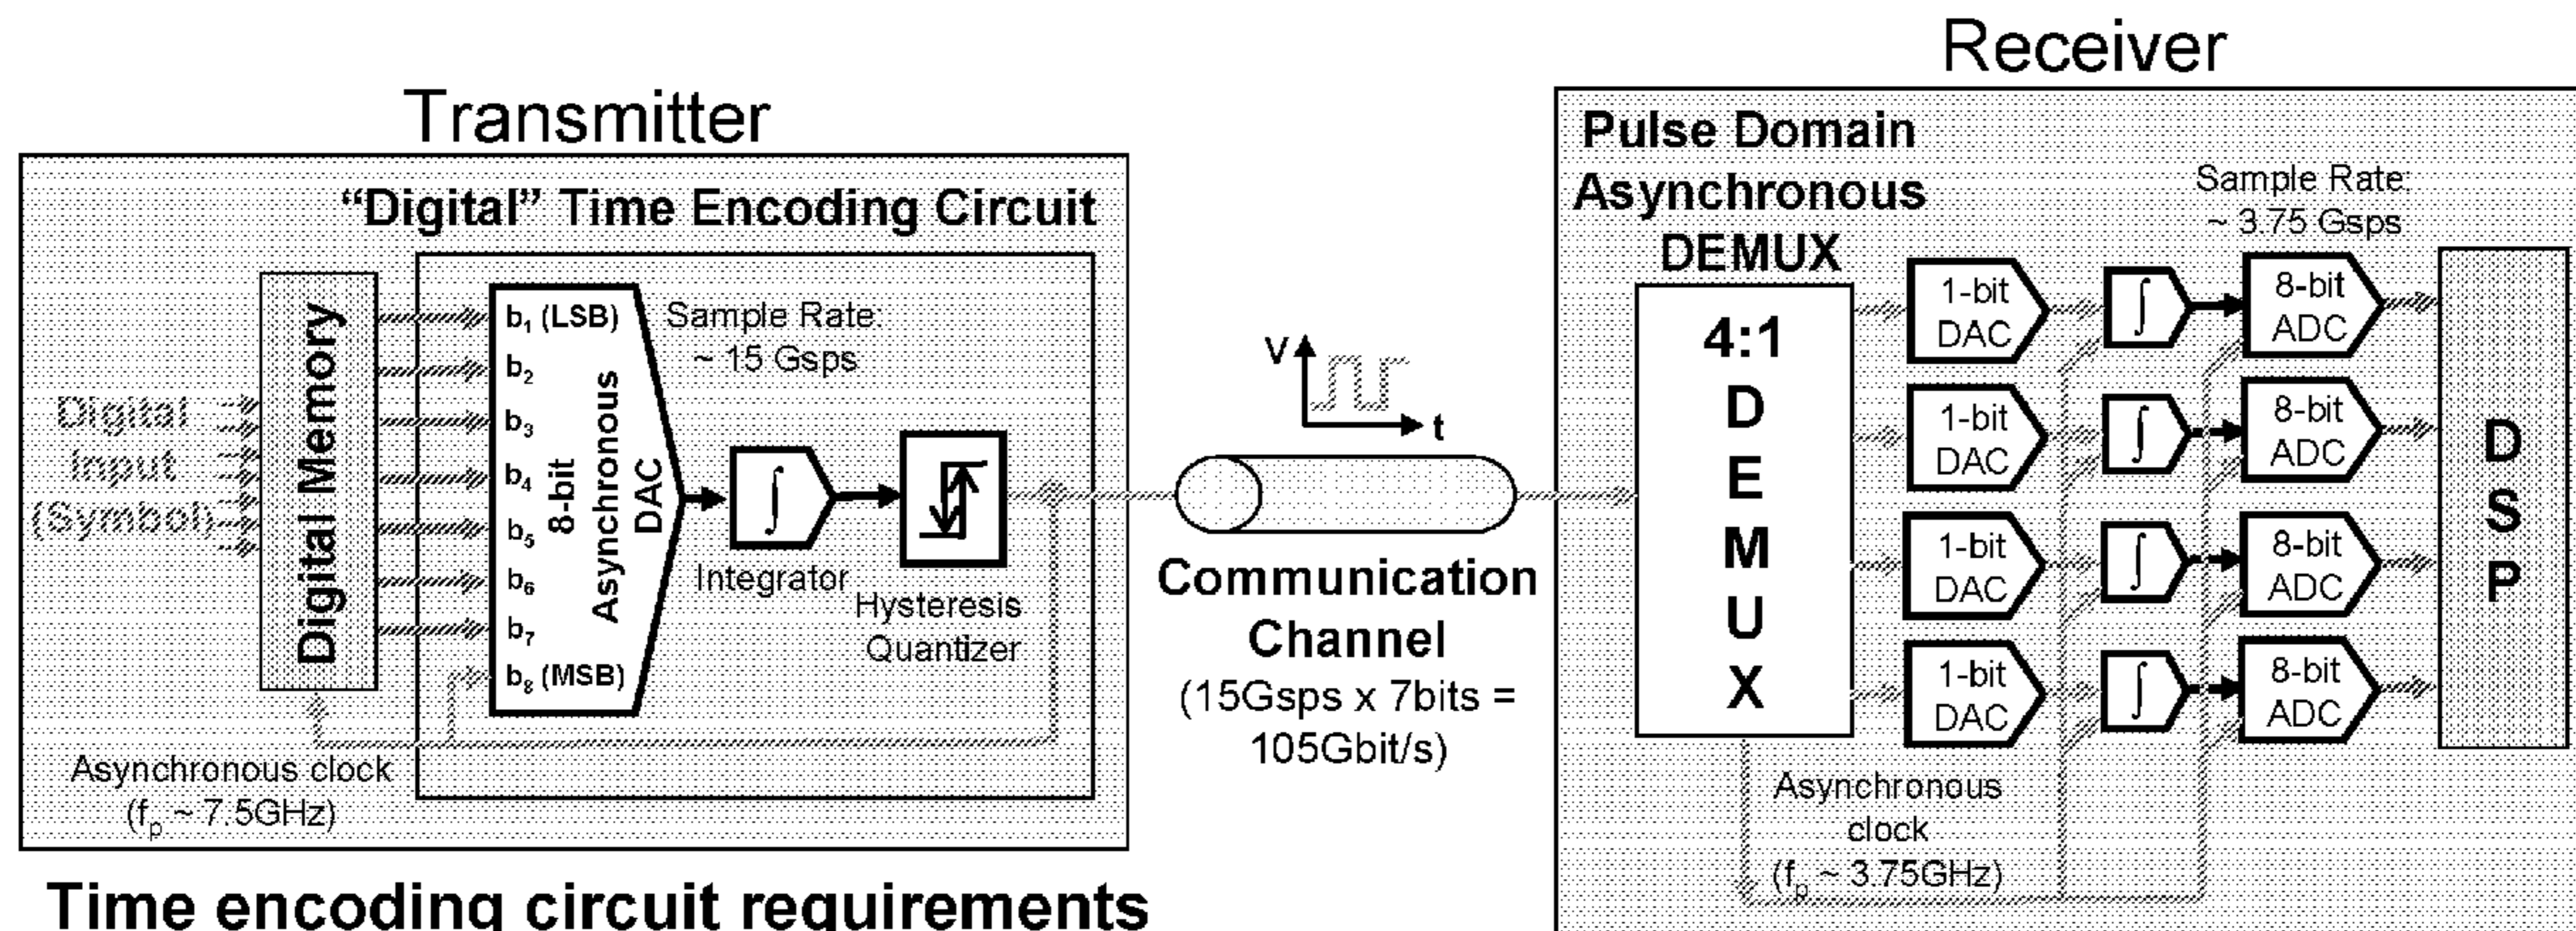 Receiver
Transmitter
“Digital” Time Encoding Circuit
Digital
Input
(Symbol)
Digital Memory
b₁ (LSB)
b₂
b₃
b₄
b₅
b₆
b₇
b₈ (MSB)
8-bit
Asynchronous
DAC
Sample Rate:
~ 15 Gsps
∫
Integrator
Hysteresis
Quantizer
Asynchronous clock
(fₚ ~ 7.5GHz)
V
t
Communication
Channel
(15Gsps x 7bits =
105Gbit/s)
Pulse Domain
Asynchronous
DEMUX
4:1
D
E
M
U
X
Sample Rate:
~ 3.75 Gsps
1-bit
DAC
∫
8-bit
ADC
1-bit
DAC
∫
8-bit
ADC
1-bit
DAC
∫
8-bit
ADC
1-bit
DAC
∫
8-bit
ADC
D
S
P
Asynchronous
clock
(fₚ ~ 3.75GHz)
Time encoding circuit requirements